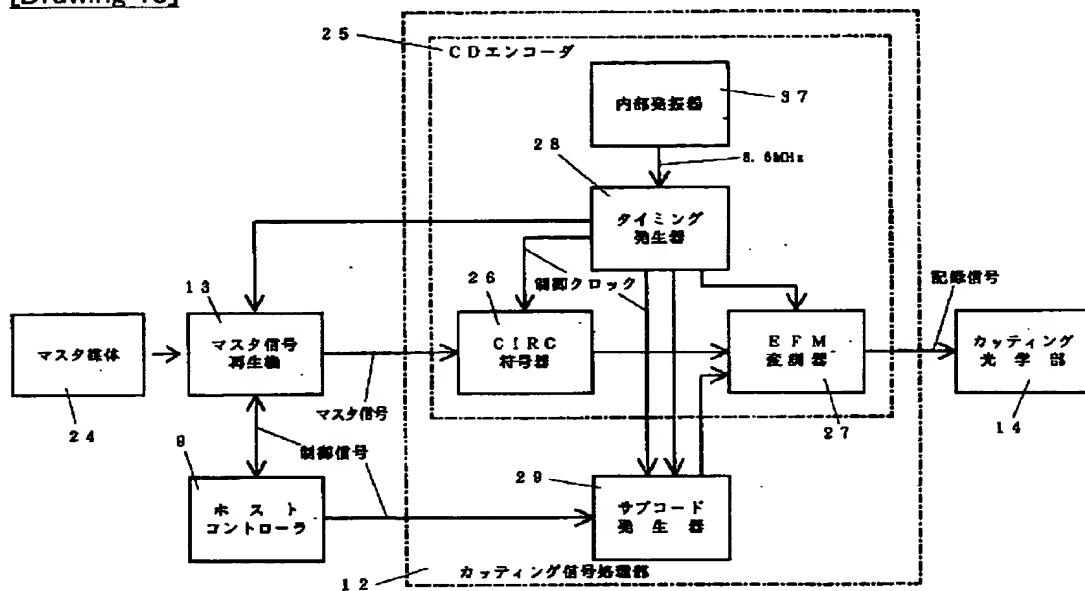 ２５
ＣＤエンコーダ
内部発振器
３７
２８
8.6MHz
タイミング
発生器
制御クロック
記録信号
１３
２６
マスタ媒体
マスタ信号
再生機
ＣＩＲＣ
符号器
ＥＦＭ
変調器
カッティング
光学部
マスタ信号
２４
９
制御信号
２７
１４
２９
ホスト
コントローラ
サブコード
発生器
カッティング信号処理部
１２